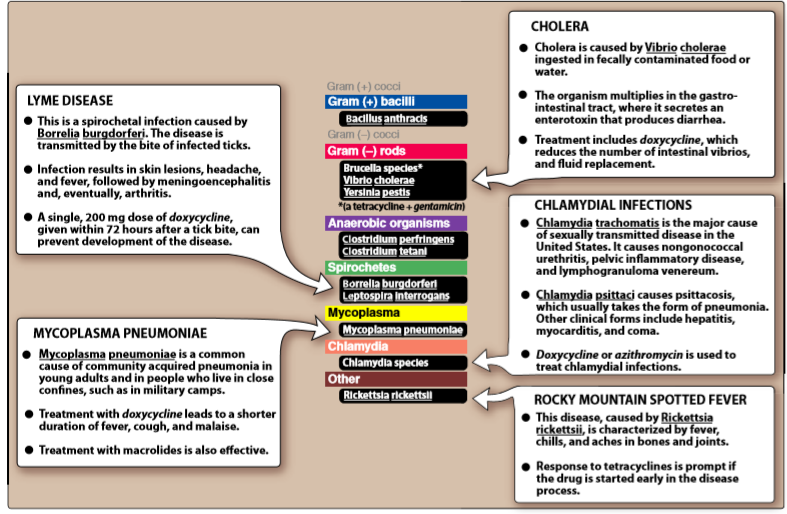 LYME DISEASE
● This is a spirochetal infection caused by
Borrelia burgdorferi. The disease is
transmitted by the bite of infected ticks.
● Infection results in skin lesions, headache,
and fever, followed by meningoencephalitis
and, eventually, arthritis.
● A single, 200 mg dose of doxycycline,
given within 72 hours after a tick bite, can
prevent development of the disease.
MYCOPLASMA PNEUMONIAE
● Mycoplasma pneumoniae is a common
cause of community acquired pneumonia in
young adults and in people who live in close
confines, such as in military camps.
● Treatment with doxycycline leads to a shorter
duration of fever, cough, and malaise.
● Treatment with macrolides is also effective.
Gram (+) cocci
Gram (+) bacilli
Bacillus anthracis
Gram (–) cocci
Gram (–) rods
Brucella species*
Vibrio cholerae
Yersinia pestis
*(a tetracycline + gentamicin)
Anaerobic organisms
Clostridium perfringens
Clostridium tetani
Spirochetes
Borrelia burgdorferi
Leptospira interrogans
Mycoplasma
Mycoplasma pneumoniae
Chlamydia
Chlamydia species
Other
Rickettsia rickettsii
CHOLERA
● Cholera is caused by Vibrio cholerae
ingested in fecally contaminated food or
water.
● The organism multiplies in the gastro-
intestinal tract, where it secretes an
enterotoxin that produces diarrhea.
● Treatment includes doxycycline, which
reduces the number of intestinal vibrios,
and fluid replacement.
CHLAMYDIAL INFECTIONS
● Chlamydia trachomatis is the major cause
of sexually transmitted disease in the
United States. It causes nongonococcal
urethritis, pelvic inflammatory disease,
and lymphogranuloma venereum.
● Chlamydia psittaci causes psittacosis,
which usually takes the form of pneumonia.
Other clinical forms include hepatitis,
myocarditis, and coma.
● Doxycycline or azithromycin is used to
treat chlamydial infections.
ROCKY MOUNTAIN SPOTTED FEVER
● This disease, caused by Rickettsia
rickettsii, is characterized by fever,
chills, and aches in bones and joints.
● Response to tetracyclines is prompt if
the drug is started early in the disease
process.